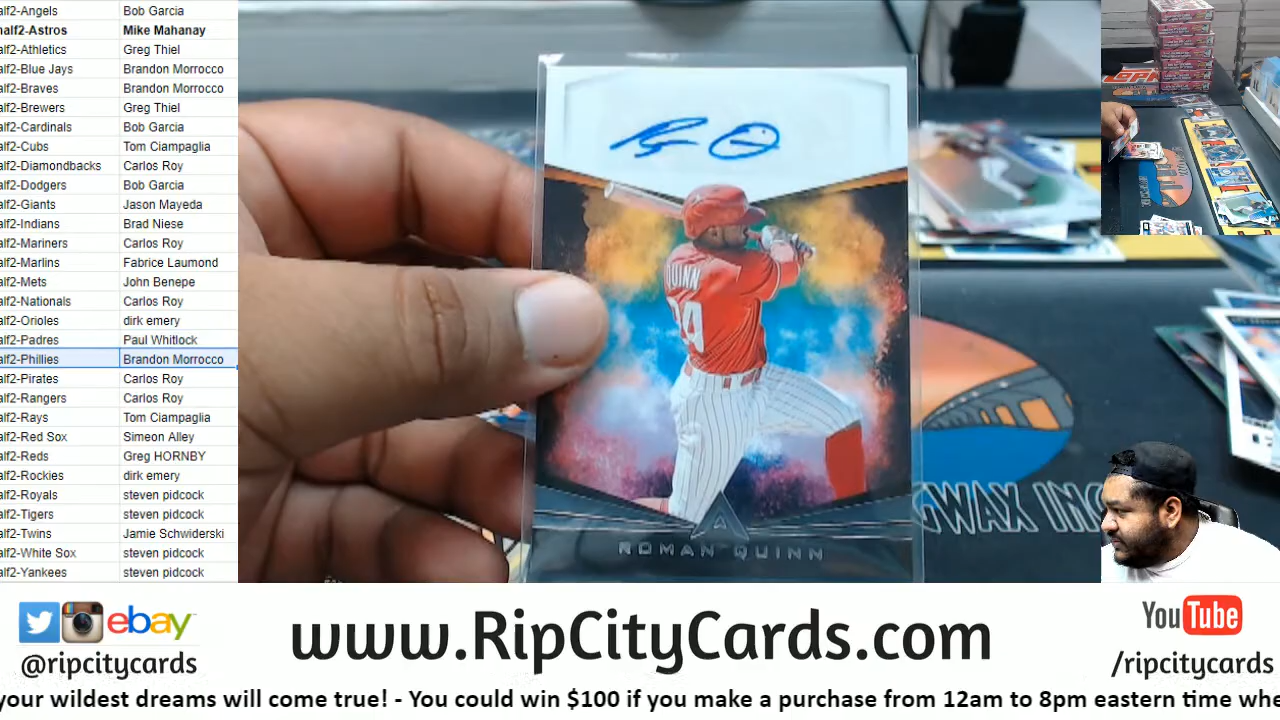 alf2-Angels Bob Garcia
half2-Astros Mike Mahanay
alf2-Athletics Greg Thiel
alf2-Blue Jays Brandon Morrocco
alf2-Braves Brandon Morrocco
alf2-Brewers Greg Thiel
alf2-Cardinals Bob Garcia
alf2-Cubs Tom Ciampaglia
alf2-Diamondbacks Carlos Roy
alf2-Dodgers Bob Garcia
alf2-Giants Jason Mayeda
alf2-Indians Brad Niese
alf2-Mariners Carlos Roy
alf2-Marlins Fabrice Laumond
alf2-Mets John Benepe
alf2-Nationals Carlos Roy
alf2-Orioles dirk emery
alf2-Padres Paul Whitlock
alf2-Phillies Brandon Morrocco
alf2-Pirates Carlos Roy
alf2-Rangers Carlos Roy
alf2-Rays Tom Ciampaglia
alf2-Red Sox Simeon Alley
alf2-Reds Greg HORNBY
alf2-Rockies dirk emery
alf2-Royals steven pidcock
alf2-Tigers steven pidcock
alf2-Twins Jamie Schwiderski
alf2-White Sox steven pidcock
alf2-Yankees steven pidcock
QUINN
24
ROMAN QUINN
GWAX INC
ebay
@ripcitycards
www.RipCityCards.com
YouTube
/ripcitycards
your wildest dreams will come true! - You could win $100 if you make a purchase from 12am to 8pm eastern time whe